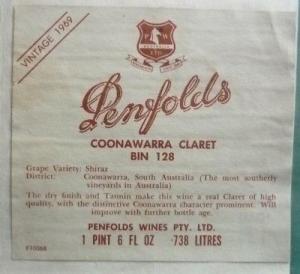 VINTAGE 1969
AUSTRALIA
LTD
Penfolds
COONAWARRA CLARET
BIN 128
Grape Variety: Shiraz
District: Coonawarra, South Australia (The most southerly
vineyards in Australia)
The dry finish and Tannin make this wine a real Claret of high
quality, with the distinctive Coonawarra character prominent. Will
improve with further bottle age.
PENFOLDS WINES PTY. LTD.
1 PINT 6 FL OZ ·738 LITRES